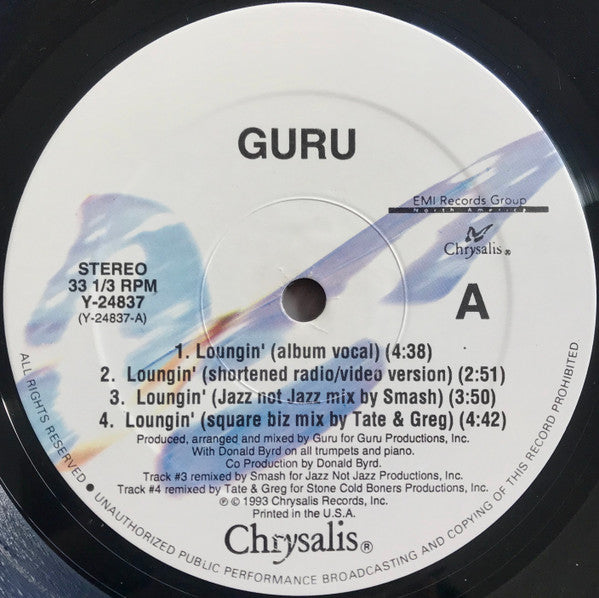 GURU
EMI Records Group
North America
Chrysalis®
STEREO
33 1/3 RPM
Y-24837
(Y-24837-A)
A
1. Loungin' (album vocal) (4:38)
2. Loungin' (shortened radio/video version) (2:51)
3. Loungin' (Jazz not Jazz mix by Smash) (3:50)
4. Loungin' (square biz mix by Tate & Greg) (4:42)
Produced, arranged and mixed by Guru for Guru Productions, Inc.
With Donald Byrd on all trumpets and piano.
Co Production by Donald Byrd.
Track #3 remixed by Smash for Jazz Not Jazz Productions, Inc.
Track #4 remixed by Tate & Greg for Stone Cold Boners Productions, Inc.
℗ © 1993 Chrysalis Records, Inc.
Printed in the U.S.A.
Chrysalis®
ALL RIGHTS RESERVED • UNAUTHORIZED PUBLIC PERFORMANCE BROADCASTING AND COPYING OF THIS RECORD PROHIBITED